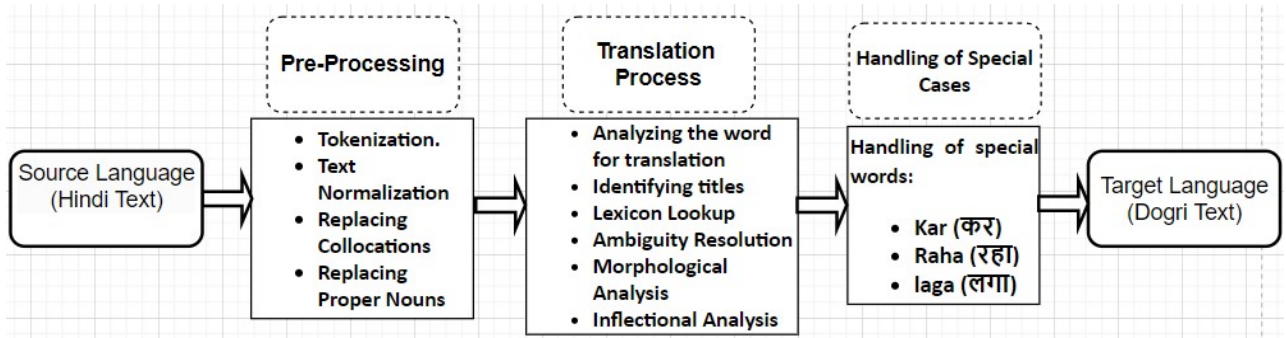 Source Language
(Hindi Text)
Pre-Processing
• Tokenization.
• Text
Normalization
• Replacing
Collocations
• Replacing
Proper Nouns
Translation
Process
• Analyzing the word
for translation
• Identifying titles
• Lexicon Lookup
• Ambiguity Resolution
• Morphological
Analysis
• Inflectional Analysis
Handling of Special
Cases
Handling of special
words:
• Kar (कर)
• Raha (रहा)
• laga (लगा)
Target Language
(Dogri Text)